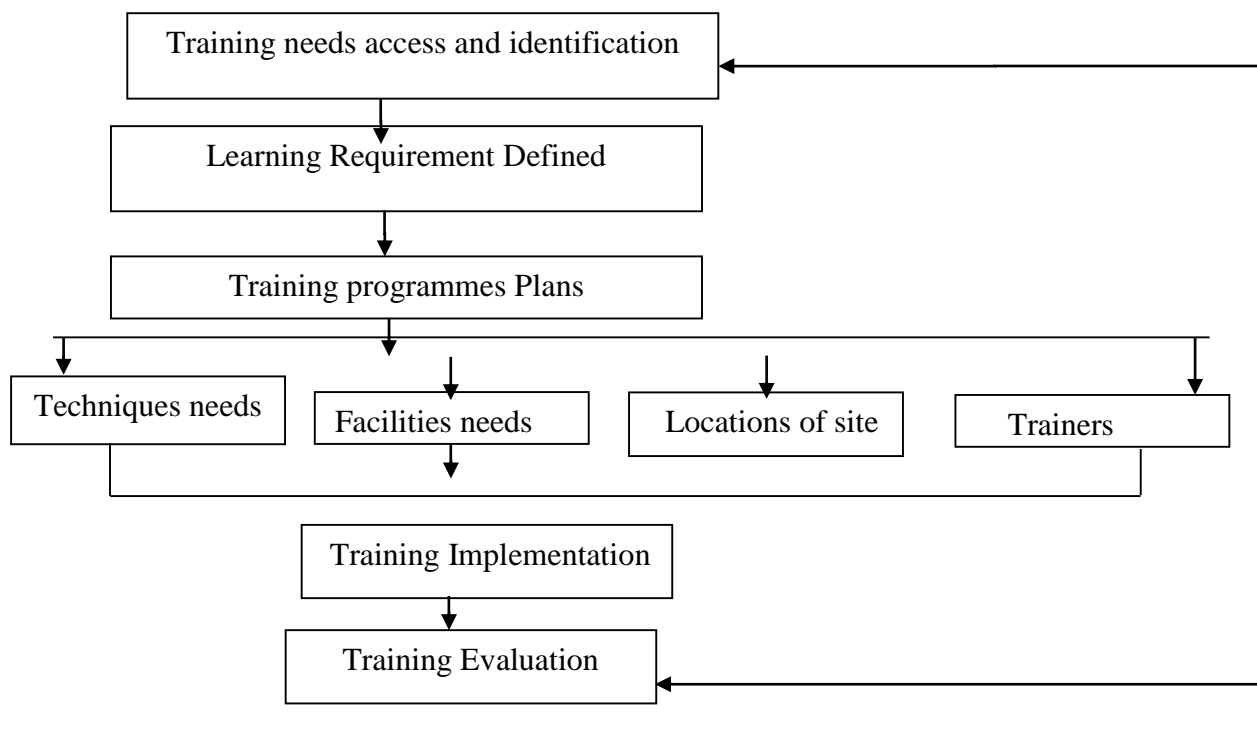 Training needs access and identification
Learning Requirement Defined
Training programmes Plans
Techniques needs
Facilities needs
Locations of site
Trainers
Training Implementation
Training Evaluation